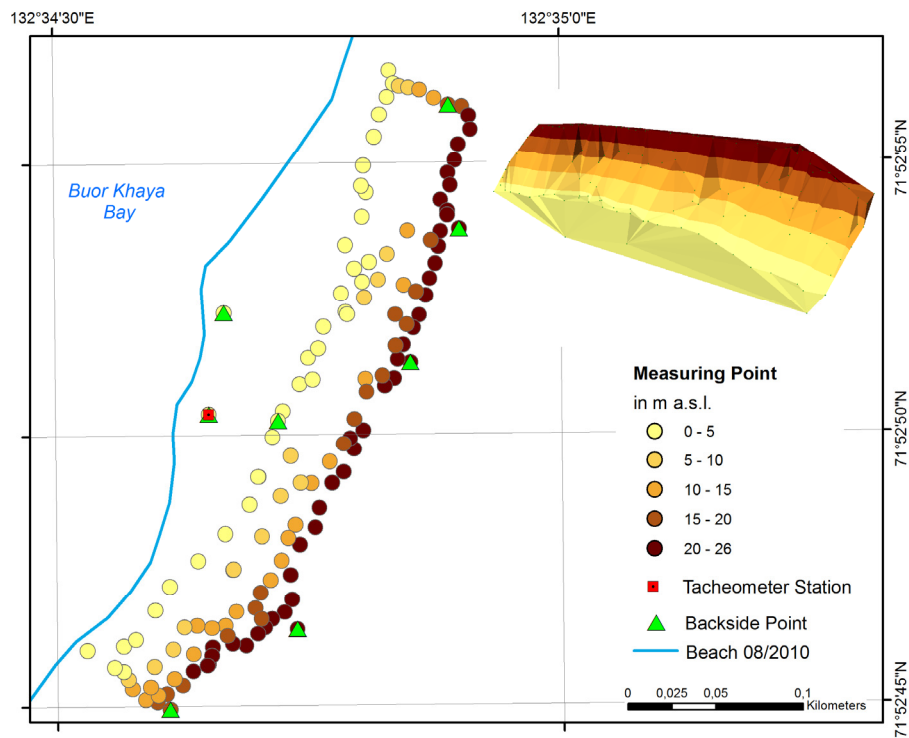 132°34'30"E
132°35'0"E
71°52'55"N
Buor Khaya
Bay
Measuring Point
in m a.s.l.
0 - 5
5 - 10
71°52'50"N
10 - 15
15 - 20
20 - 26
Tacheometer Station
Backside Point
Beach 08/2010
0
0,025
0,05
0,1
Kilometers
71°52'45"N